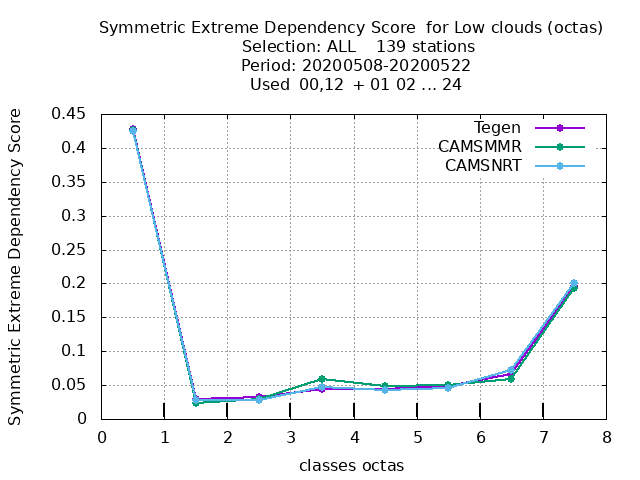 Symmetric Extreme Dependency Score  for Low clouds (octas)
Selection: ALL    139 stations
Period: 20200508-20200522
Used  00,12  + 01 02 ... 24
Symmetric Extreme Dependency Score
0.45
0.4
0.35
0.3
0.25
0.2
0.15
0.1
0.05
0
Tegen
CAMSMMR
CAMSNRT
0 1 2 3 4 5 6 7 8
classes octas